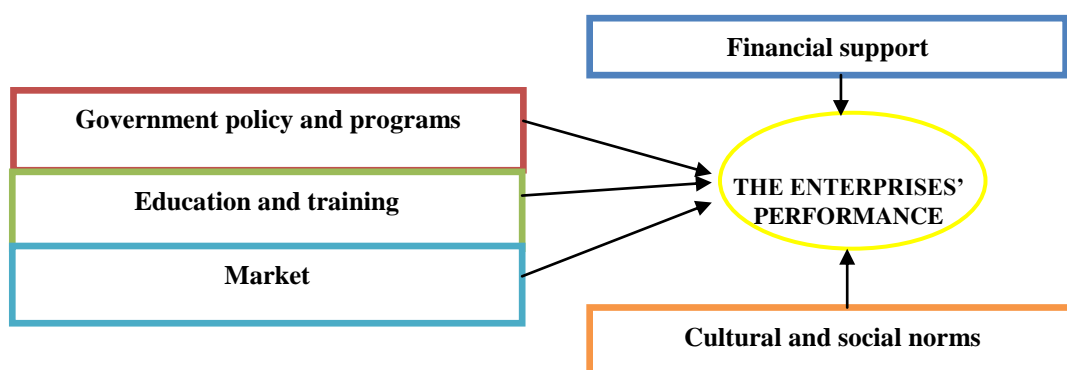 Financial support
Government policy and programs
Education and training
THE ENTERPRISES’
PERFORMANCE
Market
Cultural and social norms